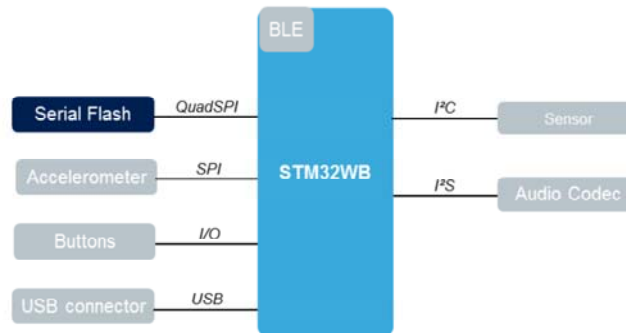 BLE
Serial Flash
QuadSPI
I²C
Sensor
Accelerometer
SPI
STM32WB
I²S
Audio Codec
Buttons
I/O
USB connector
USB